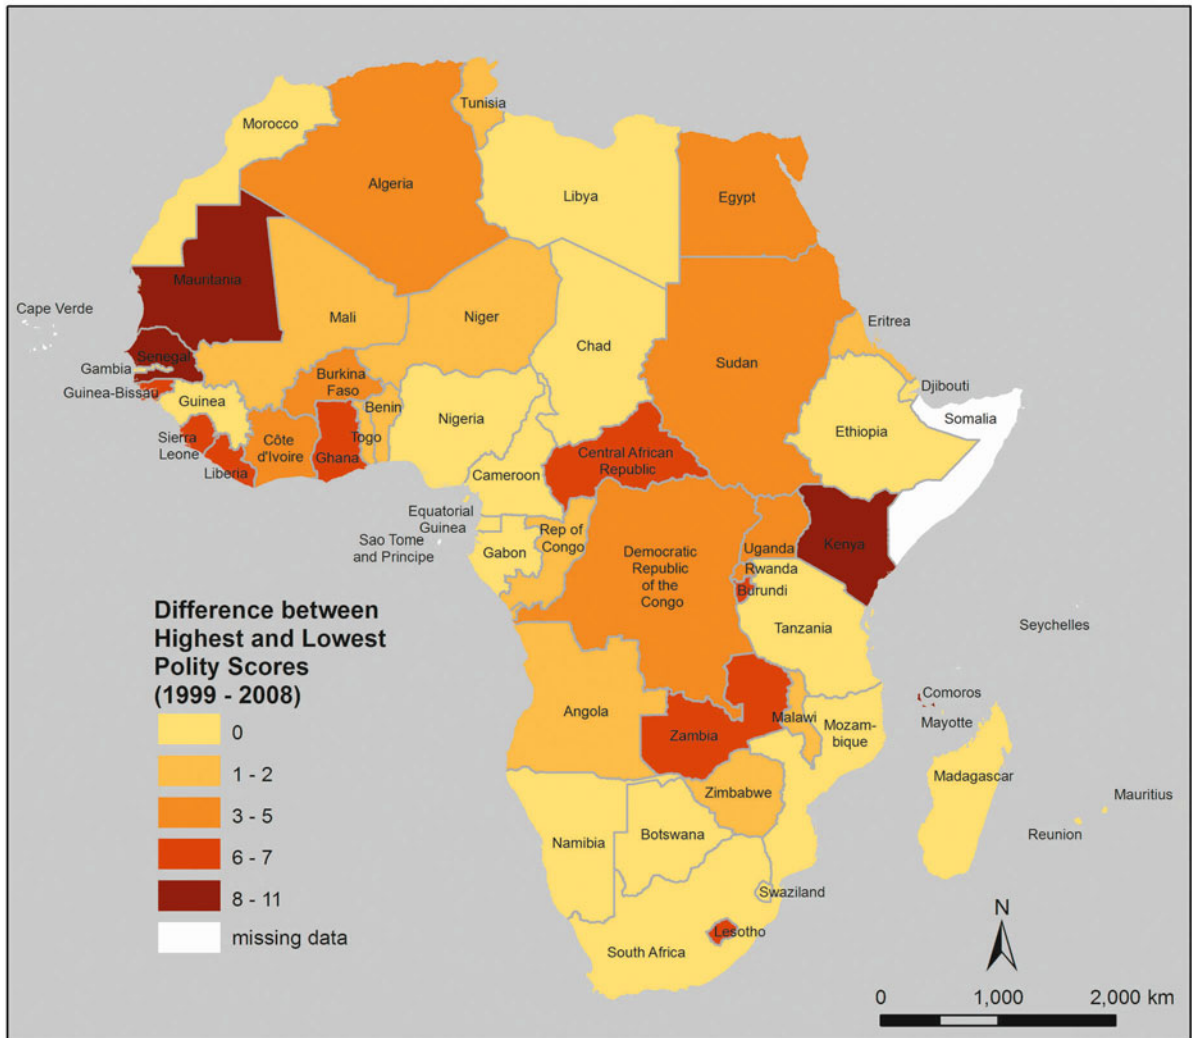 Tunisia
Morocco
Algeria
Libya
Egypt
Mauritania
Cape Verde
Mali
Niger
Eritrea
Chad
Sudan
Senegal
Gambia
Guinea-Bissau
Burkina
Faso
Djibouti
Guinea
Benin
Somalia
Nigeria
Ethiopia
Sierra
Leone
Côte
d'Ivoire
Togo
Ghana
Liberia
Central African
Republic
Cameroon
Equatorial
Guinea
Sao Tome
and Principe
Rep of
Congo
Gabon
Democratic
Republic
of the
Congo
Uganda
Kenya
Rwanda
Burundi
Tanzania
Seychelles
Comoros
Mayotte
Angola
Zambia
Malawi
Mozam-
bique
Madagascar
Mauritius
Reunion
Zimbabwe
Namibia
Botswana
Swaziland
Lesotho
South Africa
Difference between
Highest and Lowest
Polity Scores
(1999 - 2008)
0
1 - 2
3 - 5
6 - 7
8 - 11
missing data
N
0 1,000 2,000 km